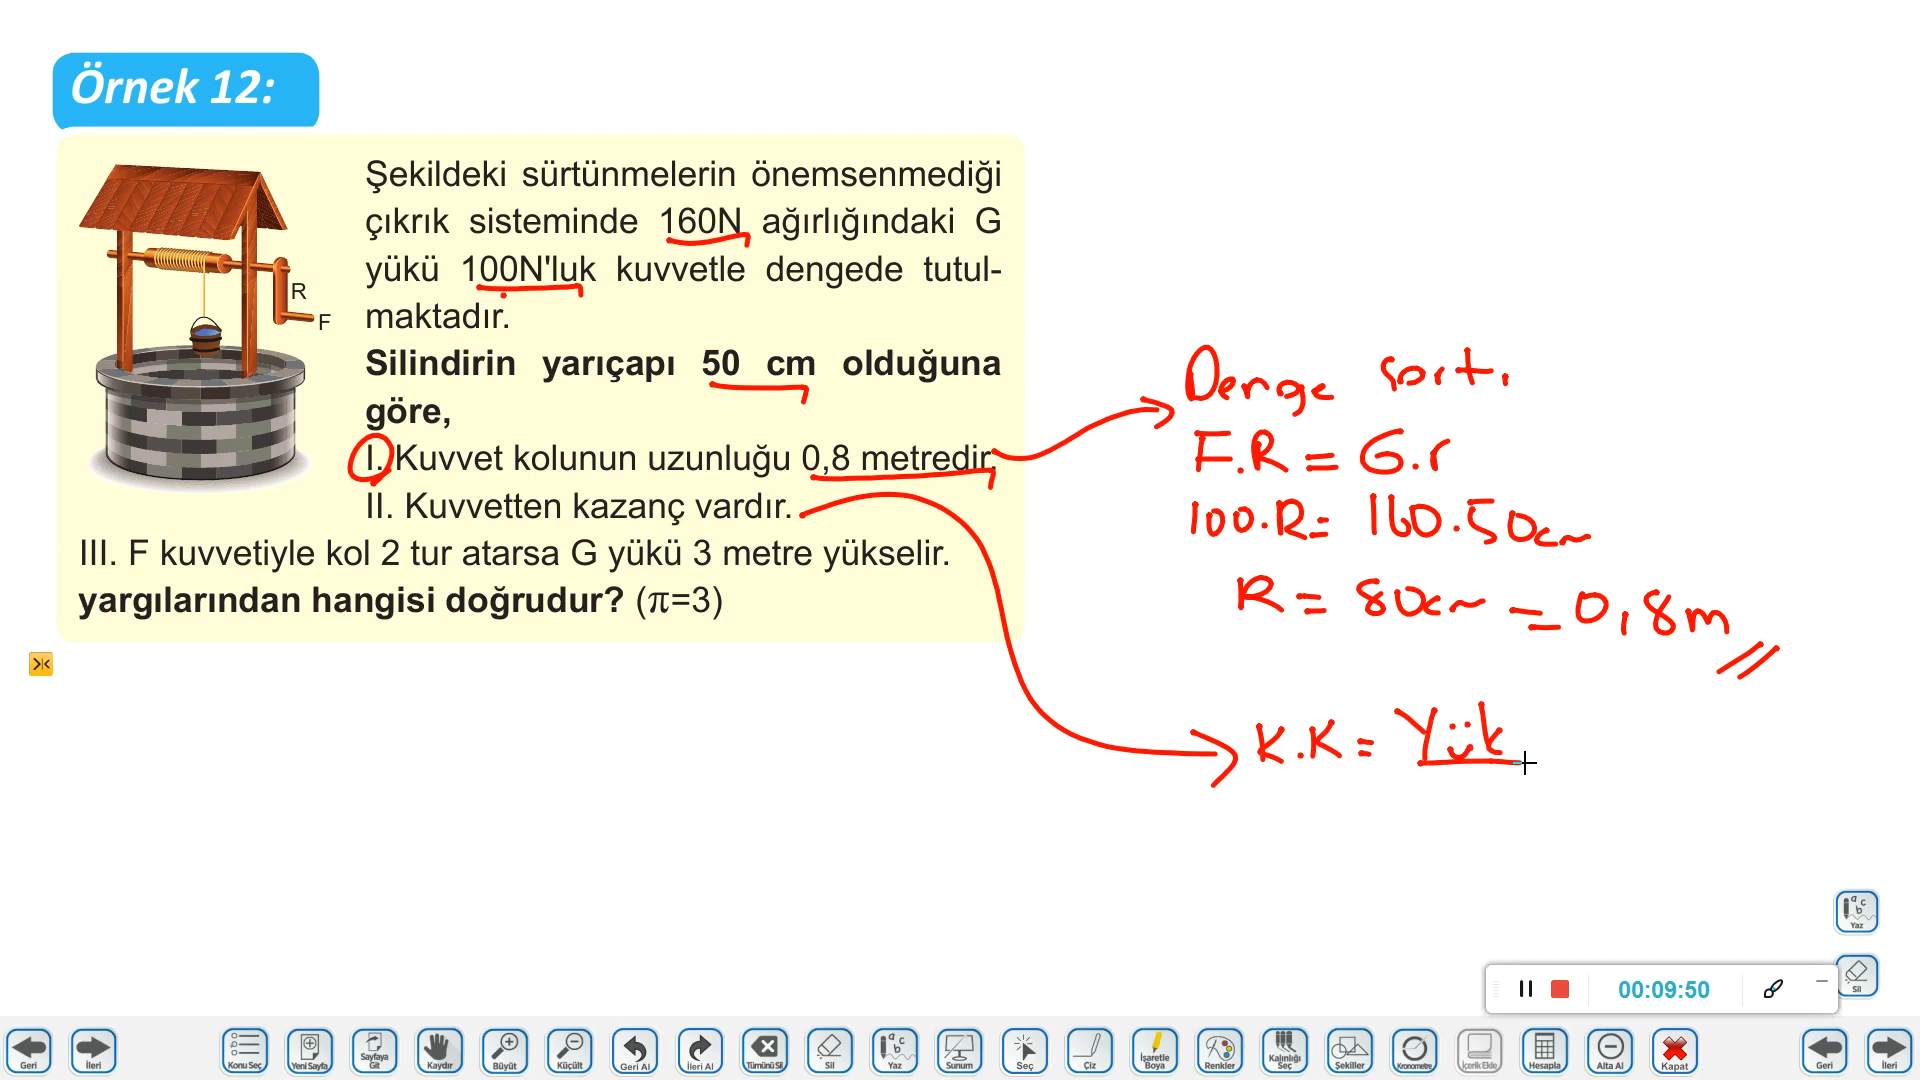 Örnek 12:
Şekildeki sürtünmelerin önemsenmediği
çıkrık sisteminde 160N ağırlığındaki G
yükü 100N'luk kuvvetle dengede tutul-
maktadır.
Silindirin yarıçapı 50 cm olduğuna
göre,
I. Kuvvet kolunun uzunluğu 0,8 metredir.
II. Kuvvetten kazanç vardır.
III. F kuvvetiyle kol 2 tur atarsa G yükü 3 metre yükselir.
yargılarından hangisi doğrudur? (π=3)
R
F
Denge şartı
F.R = G.r
100.R = 160.50cm
R = 80cm = 0,8m
K.K = Yük
Yaz
Sil
00:09:50
Geri
İleri
Konu Seç
Yeni Sayfa
Sayfaya Git
Kaydır
Büyüt
Küçült
Geri Al
İleri Al
Tümünü Sil
Sil
Yaz
Sunum
Seç
Çiz
İşaretle Boya
Renkler
Kalınlığı Seç
Şekiller
Kronometre
İçerik Ekle
Hesapla
Alta Al
Kapat
Geri
İleri